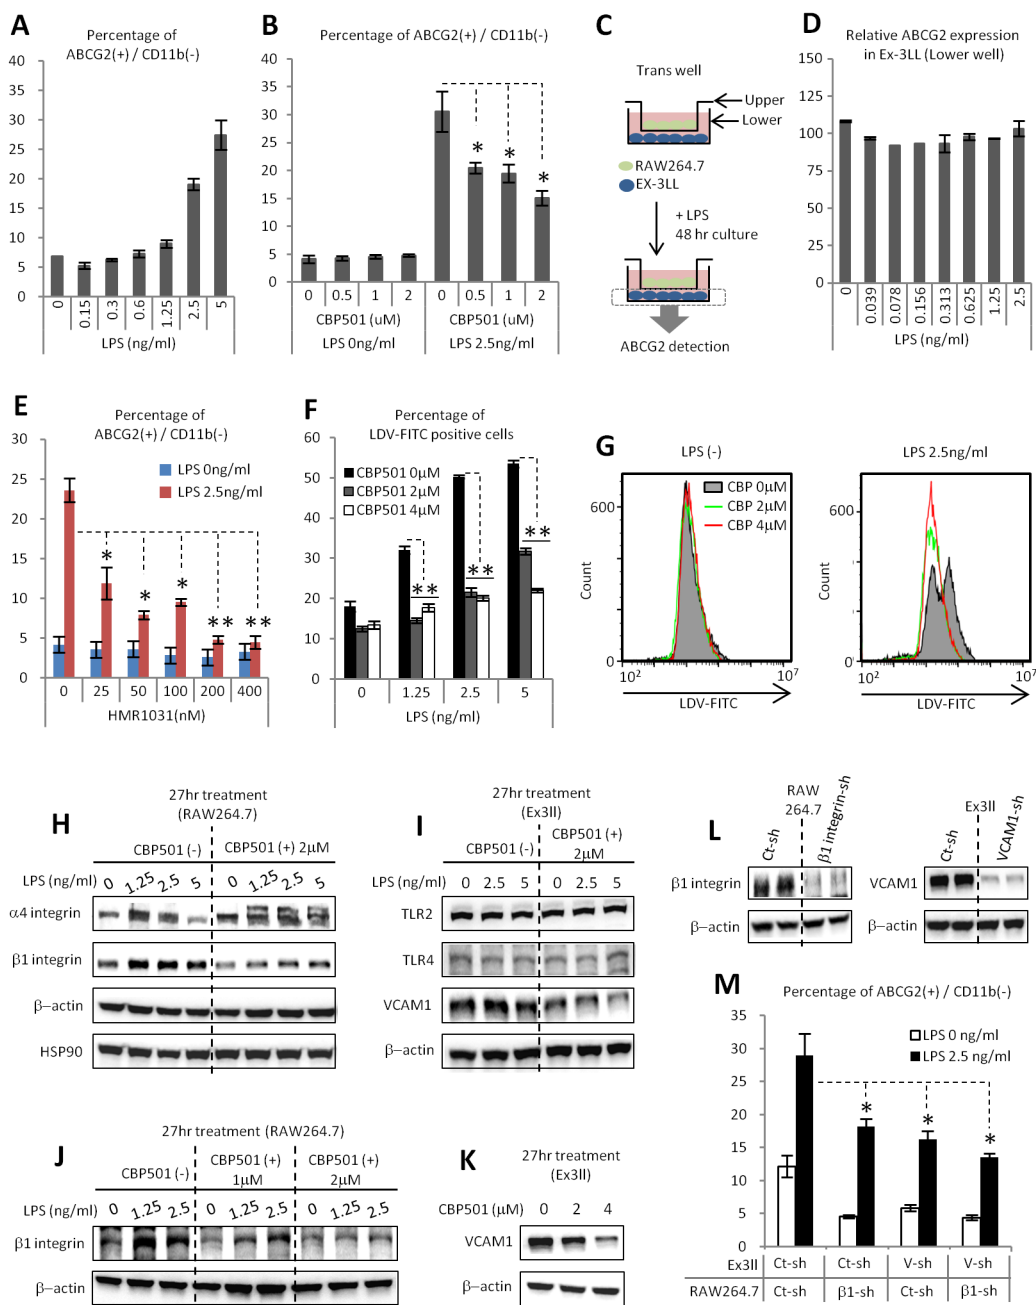 A
Percentage of
ABCG2(+) / CD11b(-)
40
35
30
25
20
15
10
5
0
0 0.15 0.3 0.6 1.25 2.5 5
LPS (ng/ml)
B
Percentage of ABCG2(+) / CD11b(-)
40
35
30
25
20
15
10
5
0
* * *
0 0.5 1 2 0 0.5 1 2
CBP501 (uM) CBP501 (uM)
LPS 0ng/ml LPS 2.5ng/ml
C
Trans well
Upper
Lower
RAW264.7
EX-3LL
+ LPS
48 hr culture
ABCG2 detection
D
Relative ABCG2 expression
in Ex-3LL (Lower well)
150
125
100
75
50
25
0
0 0.039 0.078 0.156 0.313 0.625 1.25 2.5
LPS (ng/ml)
E
Percentage of
ABCG2(+) / CD11b(-)
25
20
15
10
5
0
LPS 0ng/ml
LPS 2.5ng/ml
* * * ** **
0 25 50 100 200 400
HMR1031(nM)
F
Percentage of
LDV-FITC positive cells
60
50
40
30
20
10
0
CBP501 0μM
CBP501 2μM
CBP501 4μM
** ** **
0 1.25 2.5 5
LPS (ng/ml)
G
LPS (-) LPS 2.5ng/ml
CBP 0μM
CBP 2μM
CBP 4μM
600 600
Count Count
0 0
10² 10⁷ 10² 10⁷
LDV-FITC LDV-FITC
H
27hr treatment
(RAW264.7)
CBP501 (-) CBP501 (+) 2μM
LPS (ng/ml) 0 1.25 2.5 5 0 1.25 2.5 5
α4 integrin
β1 integrin
β−actin
HSP90
I
27hr treatment
(Ex3ll)
CBP501 (-) CBP501 (+)
2μM
LPS (ng/ml) 0 2.5 5 0 2.5 5
TLR2
TLR4
VCAM1
β−actin
L
RAW
264.7
Ct-sh β1 integrin-sh
β1 integrin
β−actin
Ex3ll
Ct-sh VCAM1-sh
VCAM1
β−actin
J
27hr treatment (RAW264.7)
CBP501 (-) CBP501 (+) 1μM CBP501 (+) 2μM
LPS (ng/ml) 0 1.25 2.5 0 1.25 2.5 0 1.25 2.5
β1 integrin
β−actin
K
27hr treatment
(Ex3ll)
CBP501 (μM) 0 2 4
VCAM1
β−actin
M
Percentage of ABCG2(+) / CD11b(-)
35
30
25
20
15
10
5
0
LPS 0 ng/ml
LPS 2.5 ng/ml
* * *
Ex3ll Ct-sh Ct-sh V-sh V-sh
RAW264.7 Ct-sh β1-sh Ct-sh β1-sh